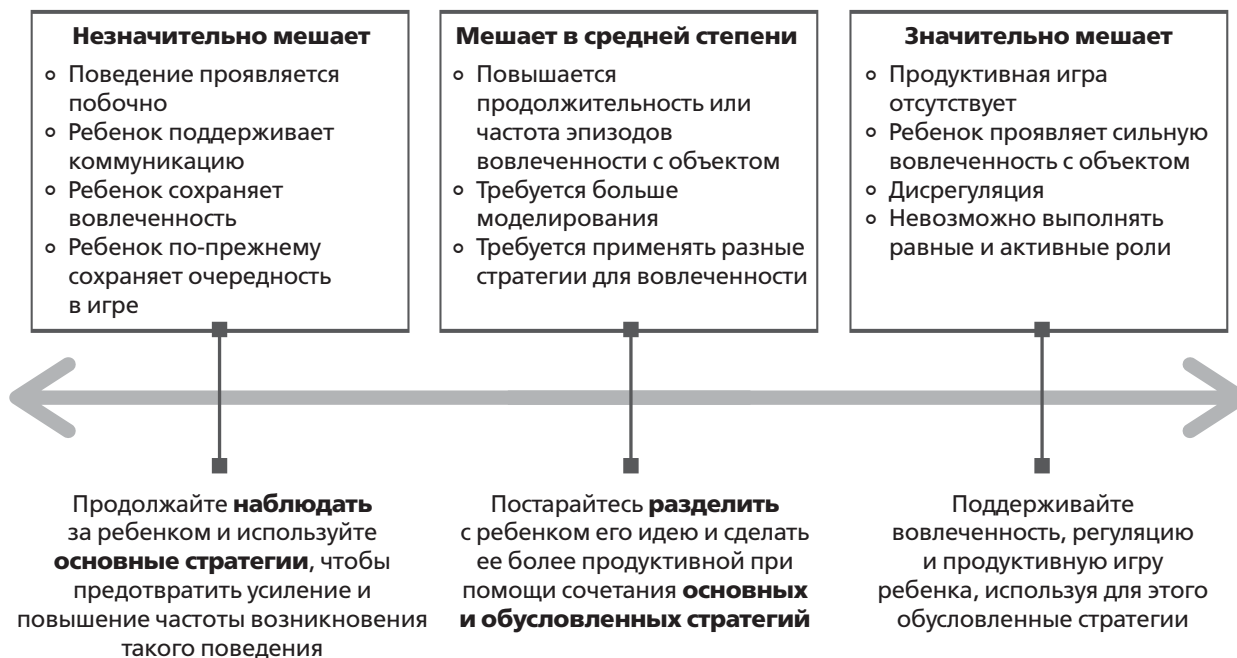 Незначительно мешает
Поведение проявляется
побочно
Ребенок поддерживает
коммуникацию
Ребенок сохраняет
вовлеченность
Ребенок по-прежнему
сохраняет очередность
в игре
Мешает в средней степени
Повышается
продолжительность или
частота эпизодов
вовлеченности с объектом
Требуется больше
моделирования
Требуется применять разные
стратегии для вовлеченности
Значительно мешает
Продуктивная игра
отсутствует
Ребенок проявляет сильную
вовлеченность с объектом
Дисрегуляция
Невозможно выполнять
равные и активные роли
Продолжайте наблюдать
за ребенком и используйте
основные стратегии, чтобы
предотвратить усиление и
повышение частоты возникновения
такого поведения
Постарайтесь разделить
с ребенком его идею и сделать
ее более продуктивной при
помощи сочетания основных
и обусловленных стратегий
Поддерживайте
вовлеченность, регуляцию
и продуктивную игру
ребенка, используя для этого
обусловленные стратегии